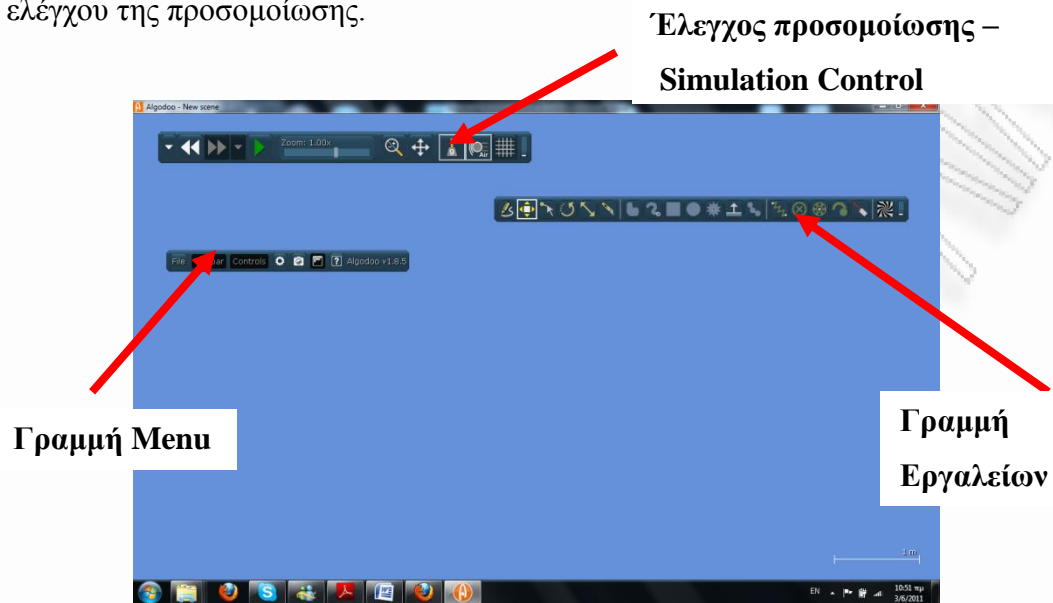 ελέγχου της προσομοίωσης.
Έλεγχος προσομοίωσης –
Simulation Control
Algodoo - New scene
Zoom: 1.00x
Air
File
Controls
Algodoo v1.8.5
Γραμμή Menu
Γραμμή
Εργαλείων
1 m
EN
10:51 πμ
3/6/2011